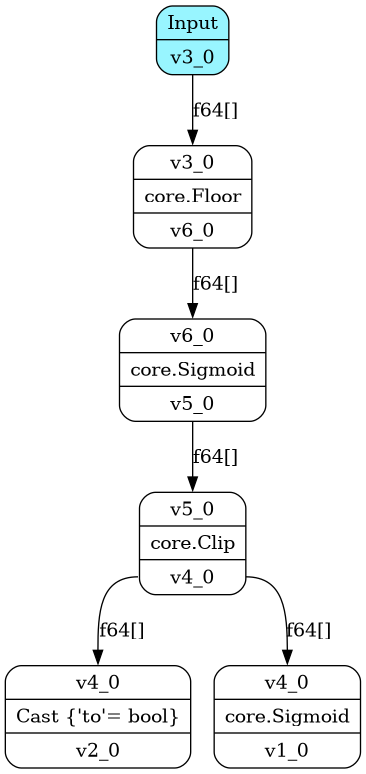 Input
v3_0
f64[]
v3_0
core.Floor
v6_0
f64[]
v6_0
core.Sigmoid
v5_0
f64[]
v5_0
core.Clip
v4_0
f64[]
f64[]
v4_0
Cast {'to'= bool}
v2_0
v4_0
core.Sigmoid
v1_0